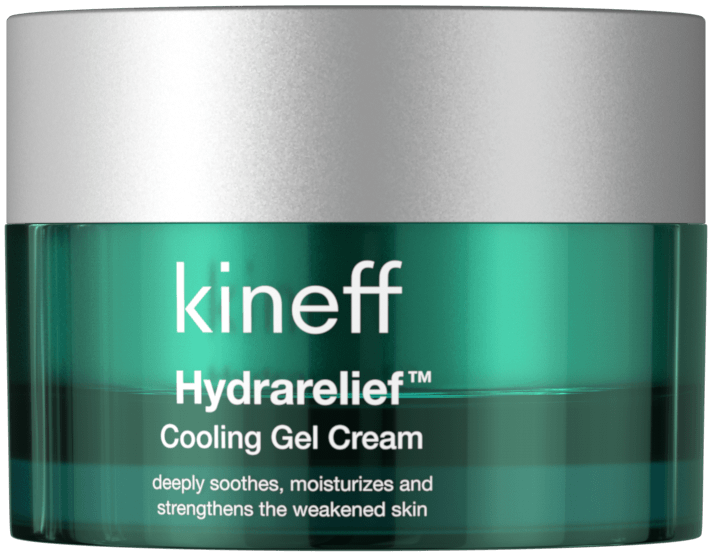 kineff
Hydrarelief™
Cooling Gel Cream
deeply soothes, moisturizes and
strengthens the weakened skin